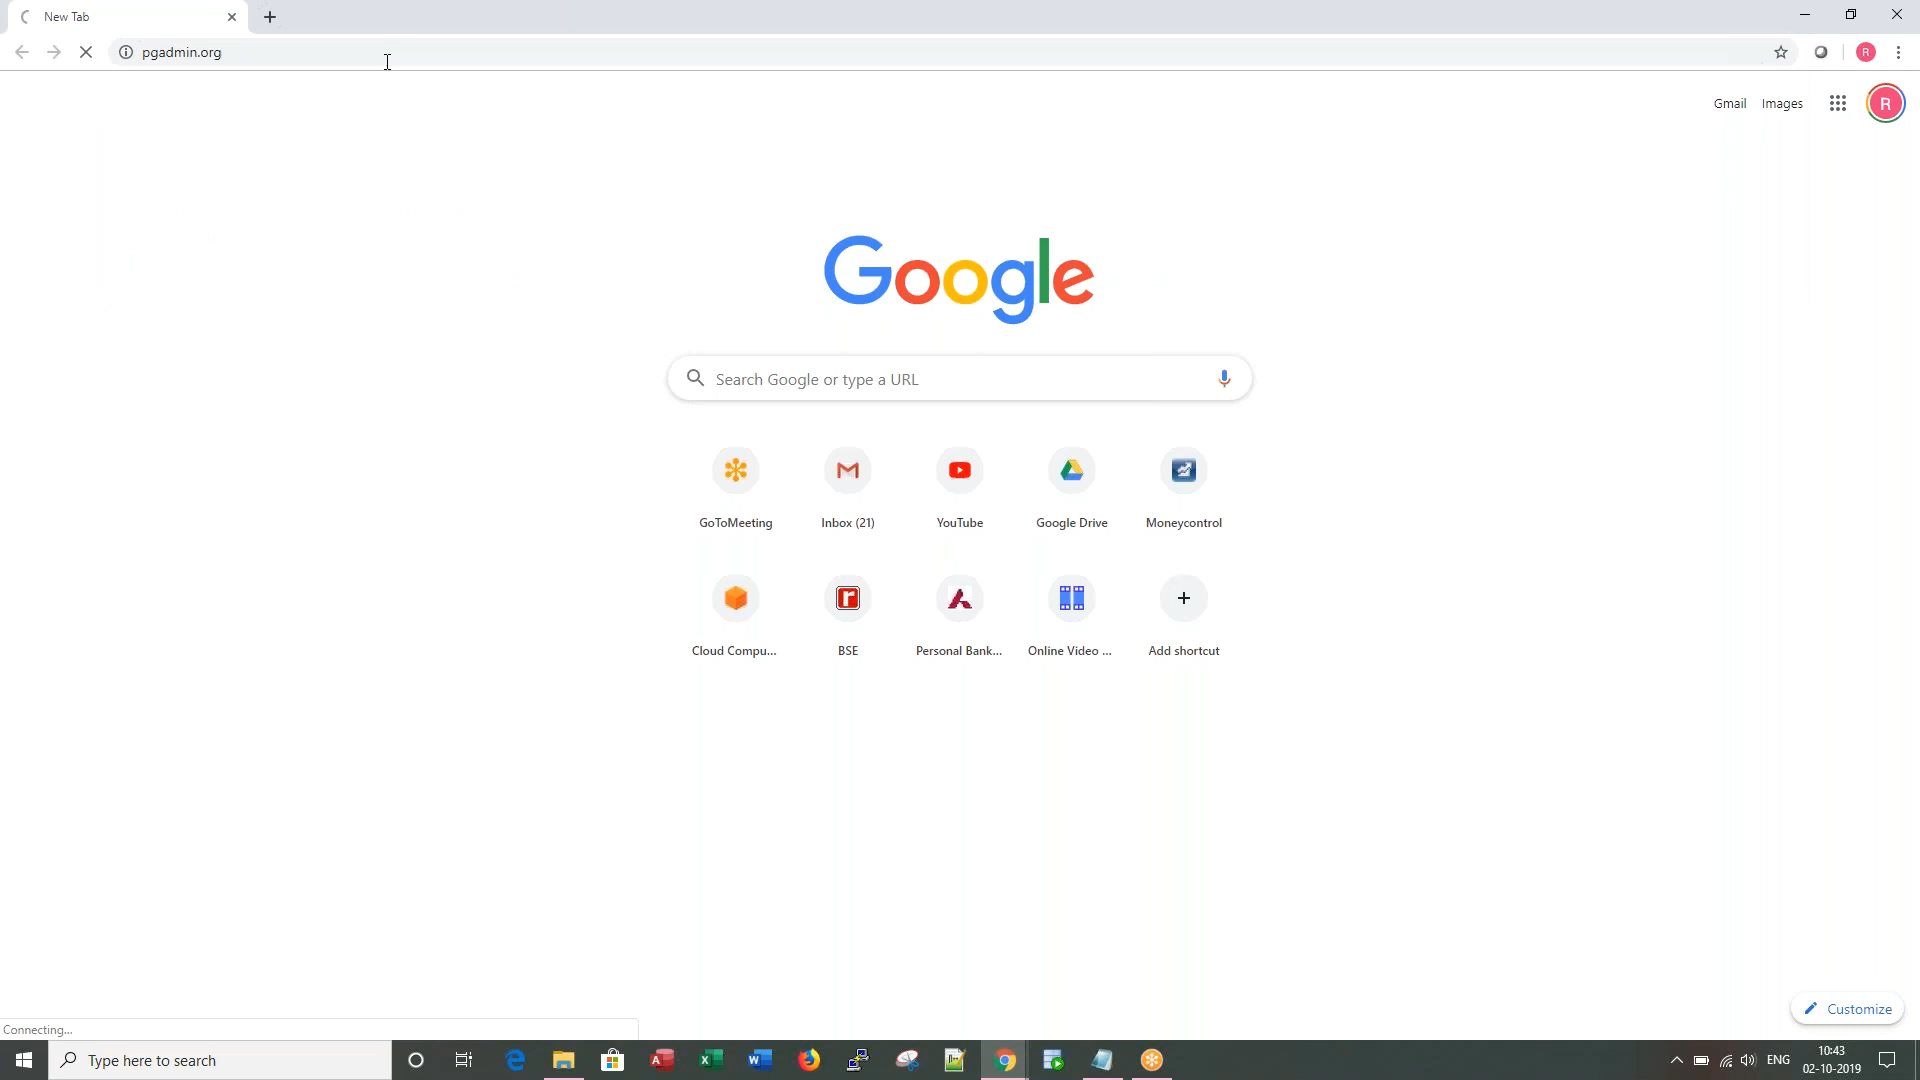 New Tab
pgadmin.org
Gmail Images R
R
Google
Search Google or type a URL
GoToMeeting Inbox (21) YouTube Google Drive Moneycontrol
Cloud Compu... BSE Personal Bank... Online Video ... Add shortcut
Customize
Connecting...
Type here to search
ENG
10:43
02-10-2019